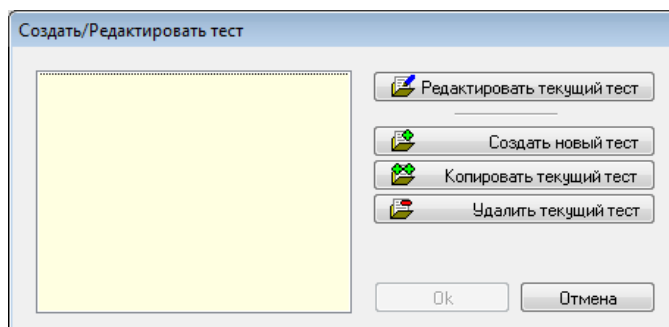 Создать/Редактировать тест
Редактировать текущий тест
Создать новый тест
Копировать текущий тест
Удалить текущий тест
Ok
Отмена